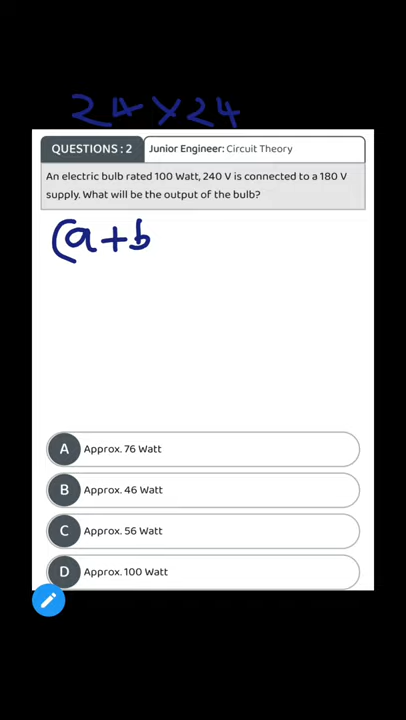 24×24
QUESTIONS : 2 Junior Engineer: Circuit Theory
An electric bulb rated 100 Watt, 240 V is connected to a 180 V
supply. What will be the output of the bulb?
(a+b
A Approx. 76 Watt
B Approx. 46 Watt
C Approx. 56 Watt
D Approx. 100 Watt